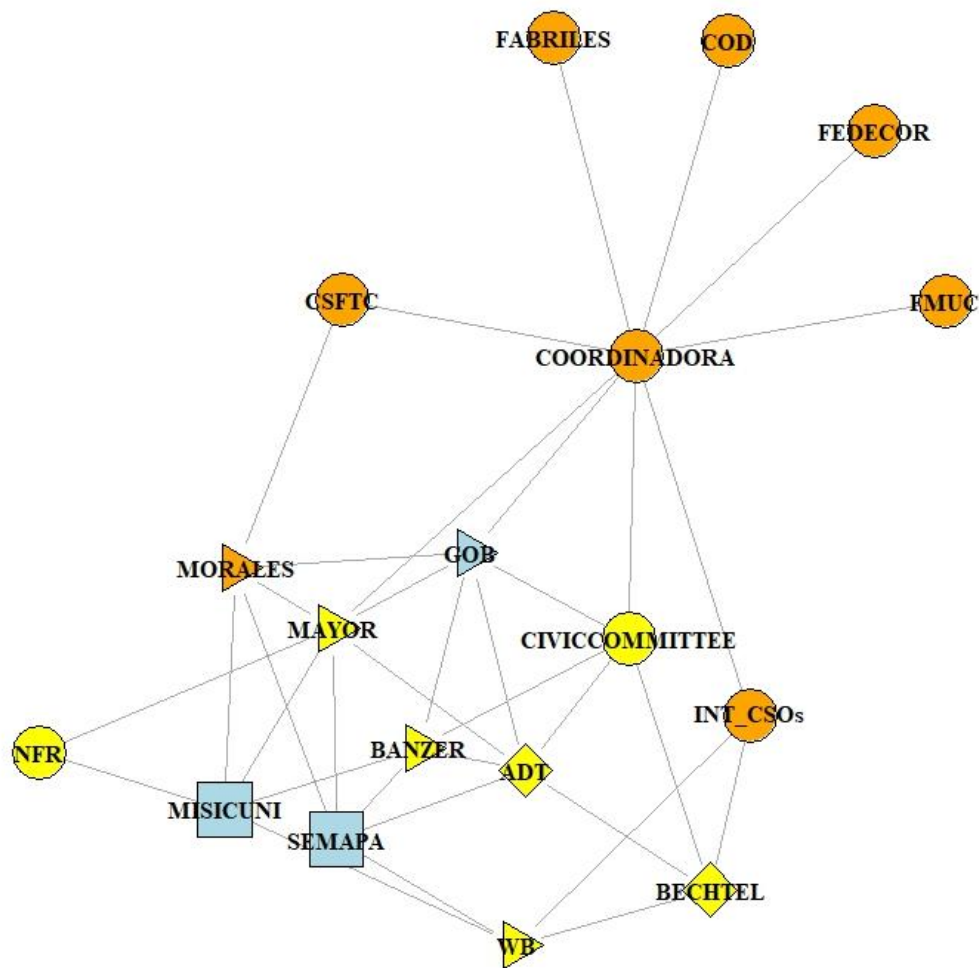 FABRILES
COD
FEDECOR
CSFTC
FMUC
COORDINADORA
GOB
MORALES
MAYOR
CIVICCOMMITTEE
INT_CSOs
BANZER
NFR
ADT
MISICUNI
SEMAPA
BECHTEL
WB